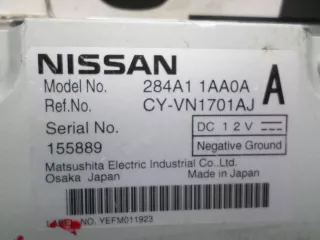 NISSAN
Model No. 284A1 1AA0A A
Ref.No. CY-VN1701AJ
Serial No. DC 12V
155889 Negative Ground
Matsushita Electric Industrial Co.,Ltd.
Osaka Japan Made in Japan
LABEL NO. YEFM011923